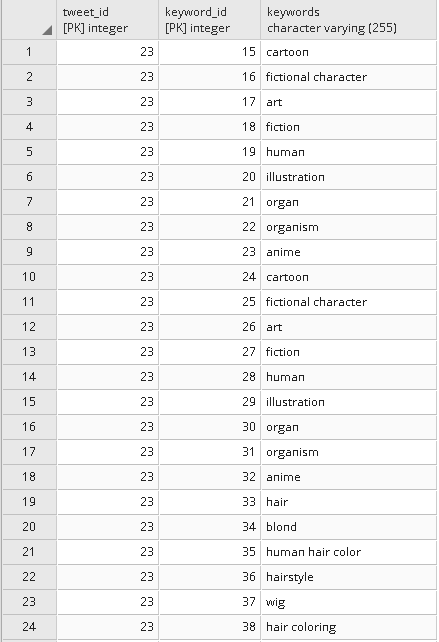 tweet_id keyword_id keywords
[PK] integer [PK] integer character varying (255)
1 23 15 cartoon
2 23 16 fictional character
3 23 17 art
4 23 18 fiction
5 23 19 human
6 23 20 illustration
7 23 21 organ
8 23 22 organism
9 23 23 anime
10 23 24 cartoon
11 23 25 fictional character
12 23 26 art
13 23 27 fiction
14 23 28 human
15 23 29 illustration
16 23 30 organ
17 23 31 organism
18 23 32 anime
19 23 33 hair
20 23 34 blond
21 23 35 human hair color
22 23 36 hairstyle
23 23 37 wig
24 23 38 hair coloring